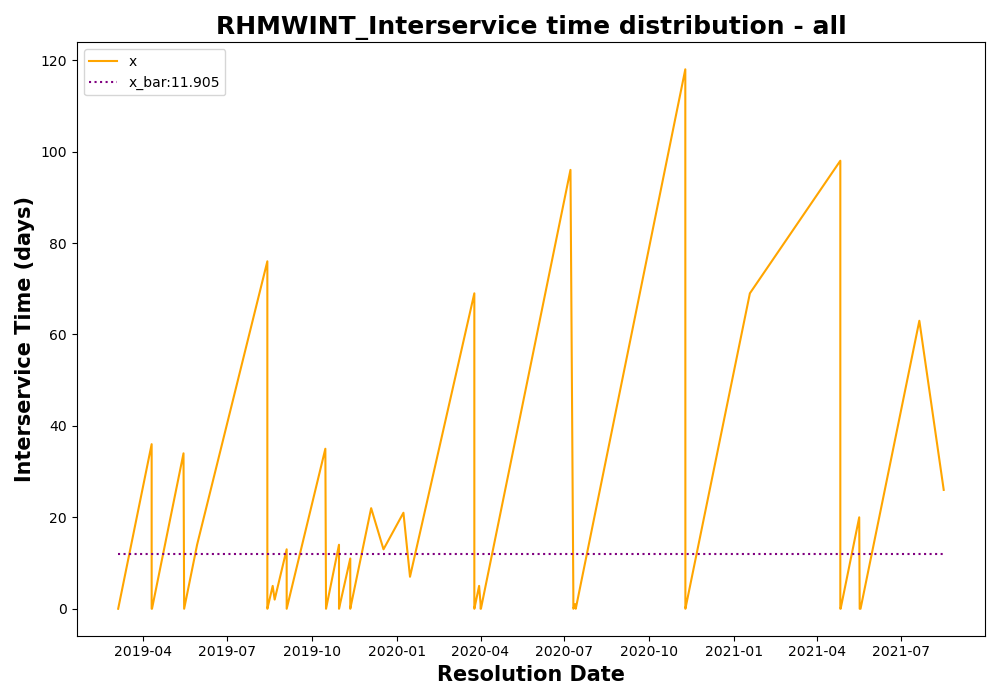 RHMWINT_Interservice time distribution - all
x
x_bar:11.905
Interservice Time (days)
120
100
80
60
40
20
0
2019-04 2019-07 2019-10 2020-01 2020-04 2020-07 2020-10 2021-01 2021-04 2021-07
Resolution Date